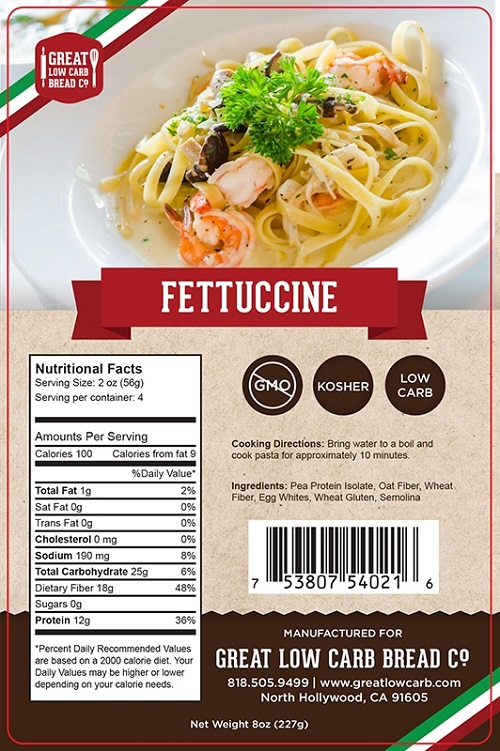 GREAT
LOW CARB
BREAD Co
FETTUCCINE
Nutritional Facts
Serving Size: 2 oz (56g)
Serving per container: 4
Amounts Per Serving
Calories 100 Calories from fat 9
%Daily Value*
Total Fat 1g 2%
Sat Fat 0g 0%
Trans Fat 0g 0%
Cholesterol 0 mg 0%
Sodium 190 mg 8%
Total Carbohydrate 25g 6%
Dietary Fiber 18g 48%
Sugars 0g
Protein 12g 36%
*Percent Daily Recommended Values
are based on a 2000 calorie diet. Your
Daily Values may be higher or lower
depending on your calorie needs.
GMO
KOSHER
LOW
CARB
Cooking Directions: Bring water to a boil and
cook pasta for approximately 10 minutes.
Ingredients: Pea Protein Isolate, Oat Fiber, Wheat
Fiber, Egg Whites, Wheat Gluten, Semolina
7 53807 54021 6
MANUFACTURED FOR
GREAT LOW CARB BREAD Co
818.505.9499 | www.greatlowcarb.com
North Hollywood, CA 91605
Net Weight 8oz (227g)